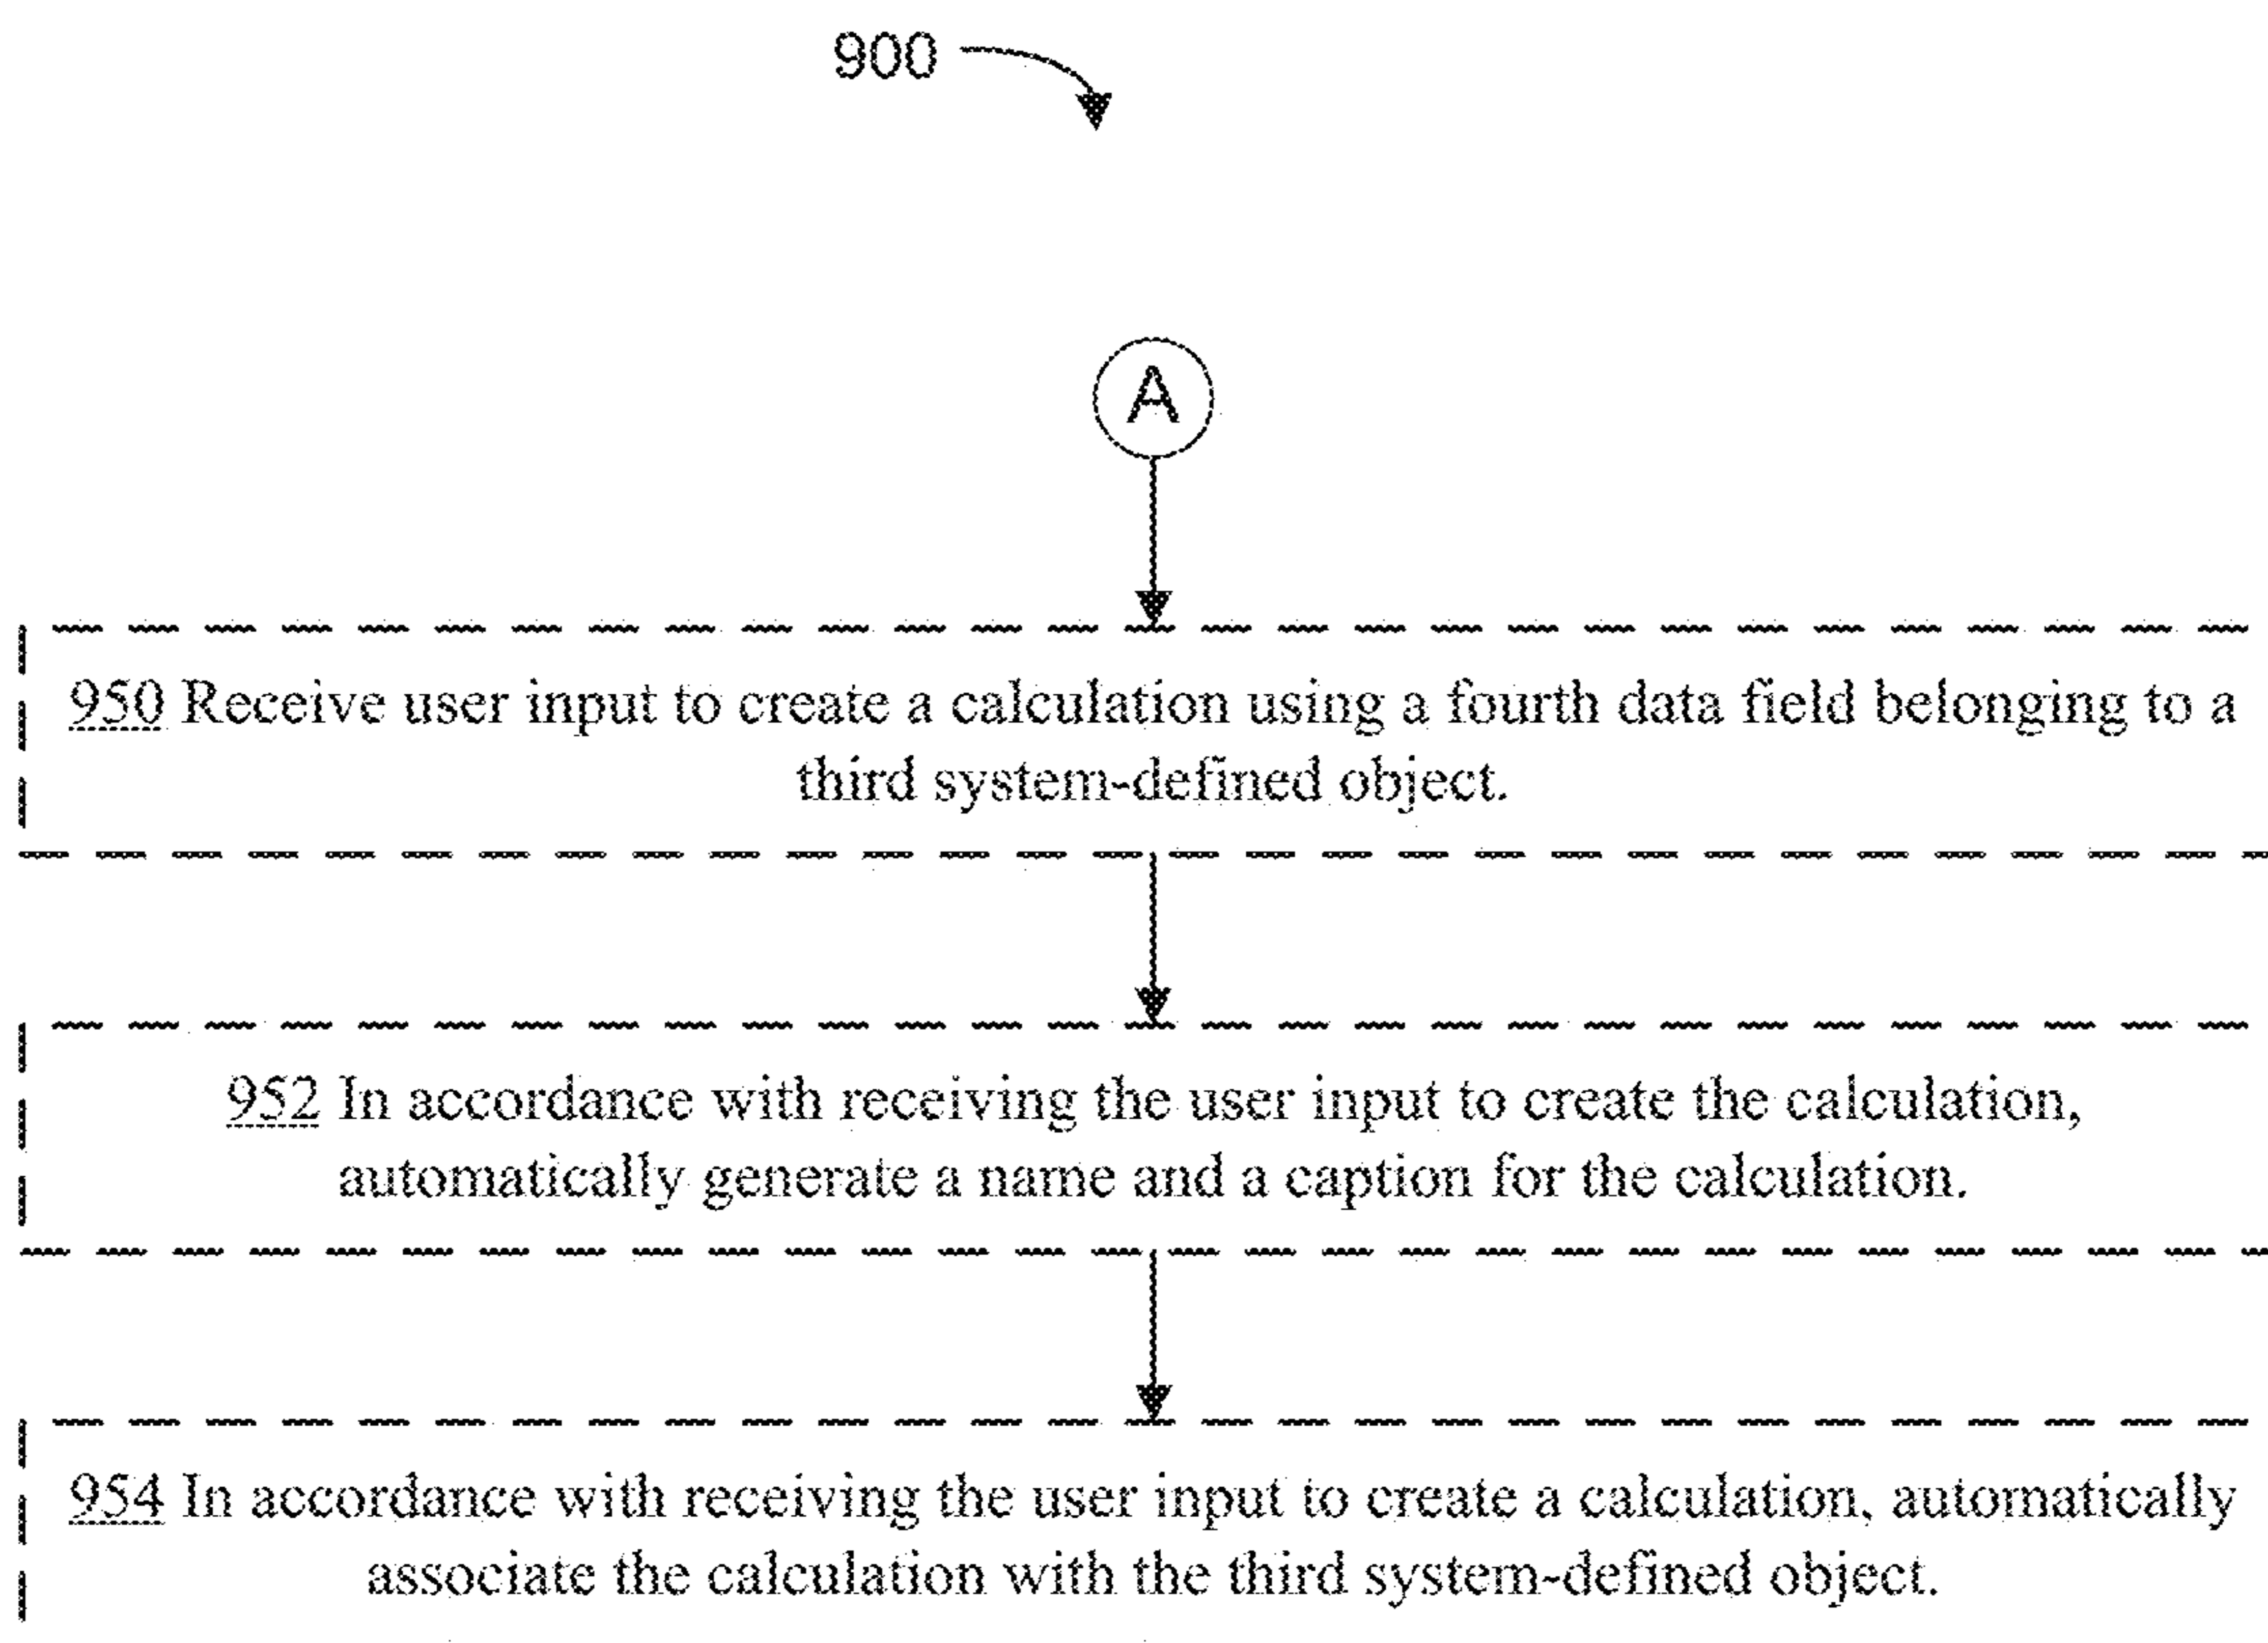 900
A
950 Receive user input to create a calculation using a fourth data field belonging to a
third system-defined object.
952 In accordance with receiving the user input to create the calculation,
automatically generate a name and a caption for the calculation.
954 In accordance with receiving the user input to create a calculation, automatically
associate the calculation with the third system-defined object.